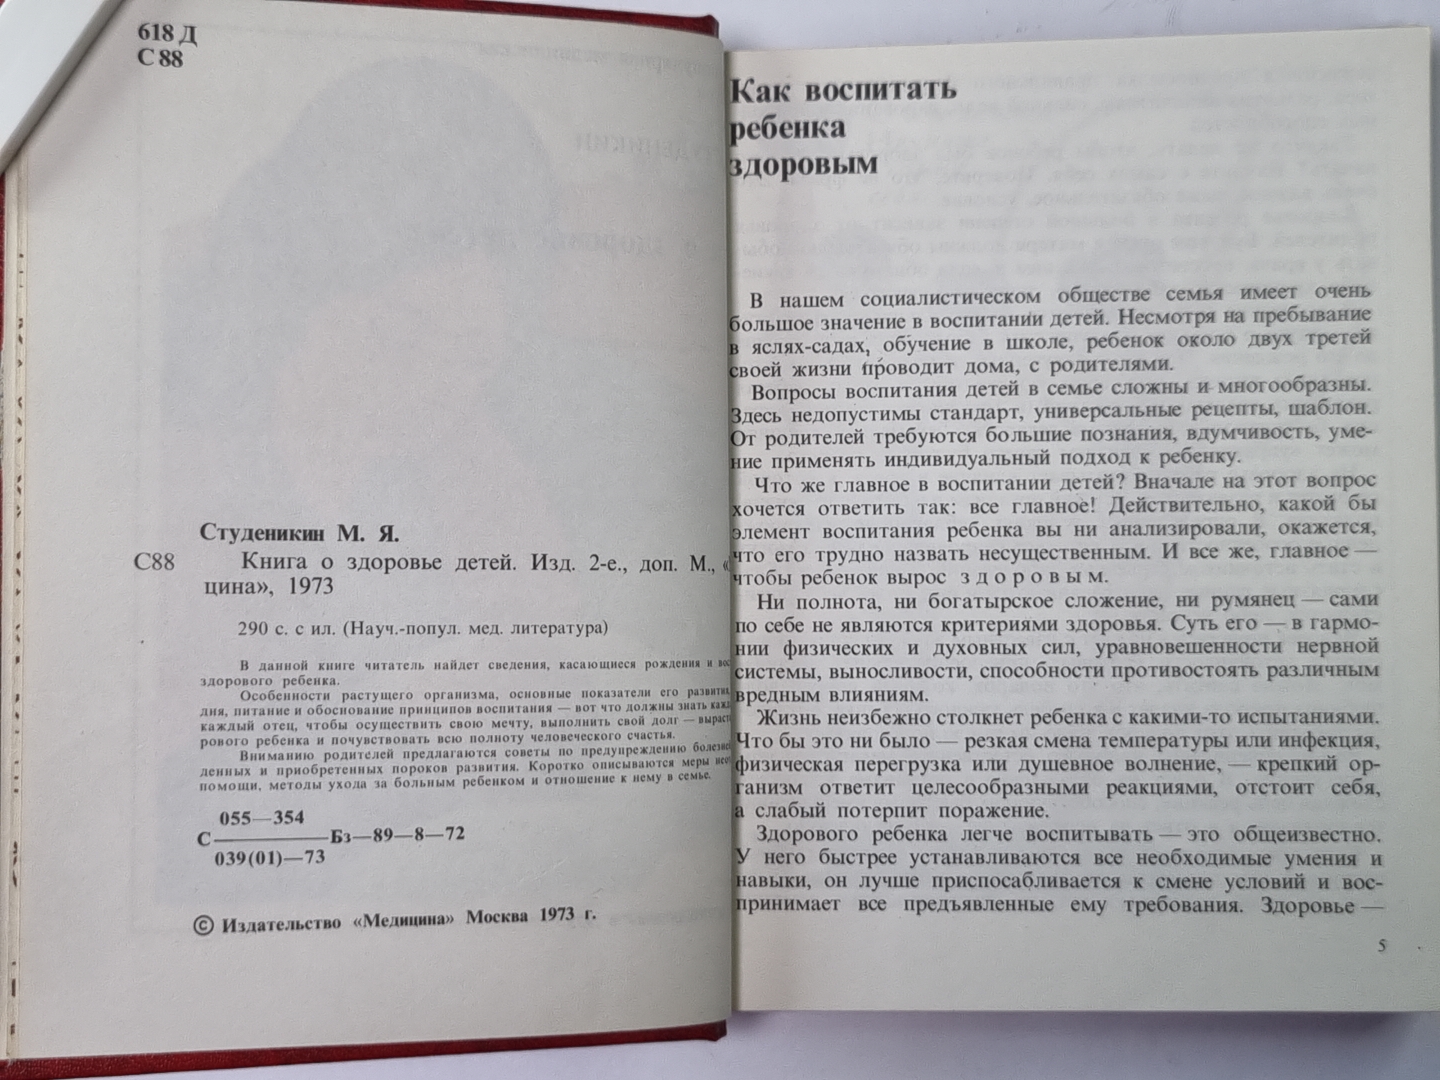 618 Д
С 88
Студеникин М. Я.
С88 Книга о здоровье детей. Изд. 2-е., доп. М., «
цина», 1973
290 с. с ил. (Науч.-попул. мед. литература)
В данной книге читатель найдет сведения, касающиеся рождения и вос
здорового ребенка.
Особенности растущего организма, основные показатели его развития,
дня, питание и обоснование принципов воспитания — вот что должны знать кажд
каждый отец, чтобы осуществить свою мечту, выполнить свой долг — вырасти
рового ребенка и почувствовать всю полноту человеческого счастья.
Вниманию родителей предлагаются советы по предупреждению болезней
денных и приобретенных пороков развития. Коротко описываются меры нео
помощи, методы ухода за больным ребенком и отношение к нему в семье.
055—354
С———Бз—89—8—72
039(01)—73
© Издательство «Медицина» Москва 1973 г.
Как воспитать
ребенка
здоровым
В нашем социалистическом обществе семья имеет очень
большое значение в воспитании детей. Несмотря на пребывание
в яслях-садах, обучение в школе, ребенок около двух третей
своей жизни проводит дома, с родителями.
Вопросы воспитания детей в семье сложны и многообразны.
Здесь недопустимы стандарт, универсальные рецепты, шаблон.
От родителей требуются большие познания, вдумчивость, уме-
ние применять индивидуальный подход к ребенку.
Что же главное в воспитании детей? Вначале на этот вопрос
хочется ответить так: все главное! Действительно, какой бы
элемент воспитания ребенка вы ни анализировали, окажется,
что его трудно назвать несущественным. И все же, главное —
чтобы ребенок вырос здоровым.
Ни полнота, ни богатырское сложение, ни румянец — сами
по себе не являются критериями здоровья. Суть его — в гармо-
нии физических и духовных сил, уравновешенности нервной
системы, выносливости, способности противостоять различным
вредным влияниям.
Жизнь неизбежно столкнет ребенка с какими-то испытаниями.
Что бы это ни было — резкая смена температуры или инфекция,
физическая перегрузка или душевное волнение, — крепкий ор-
ганизм ответит целесообразными реакциями, отстоит себя,
а слабый потерпит поражение.
Здорового ребенка легче воспитывать — это общеизвестно.
У него быстрее устанавливаются все необходимые умения и
навыки, он лучше приспосабливается к смене условий и вос-
принимает все предъявленные ему требования. Здоровье —
5